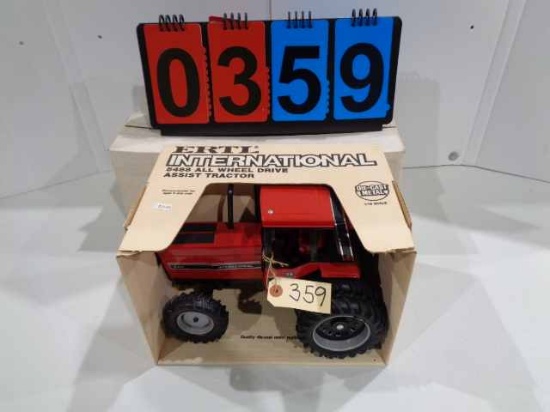 0359
ERTL
INTERNATIONAL
5488 ALL WHEEL DRIVE
ASSIST TRACTOR
DIE-CAST
METAL
359